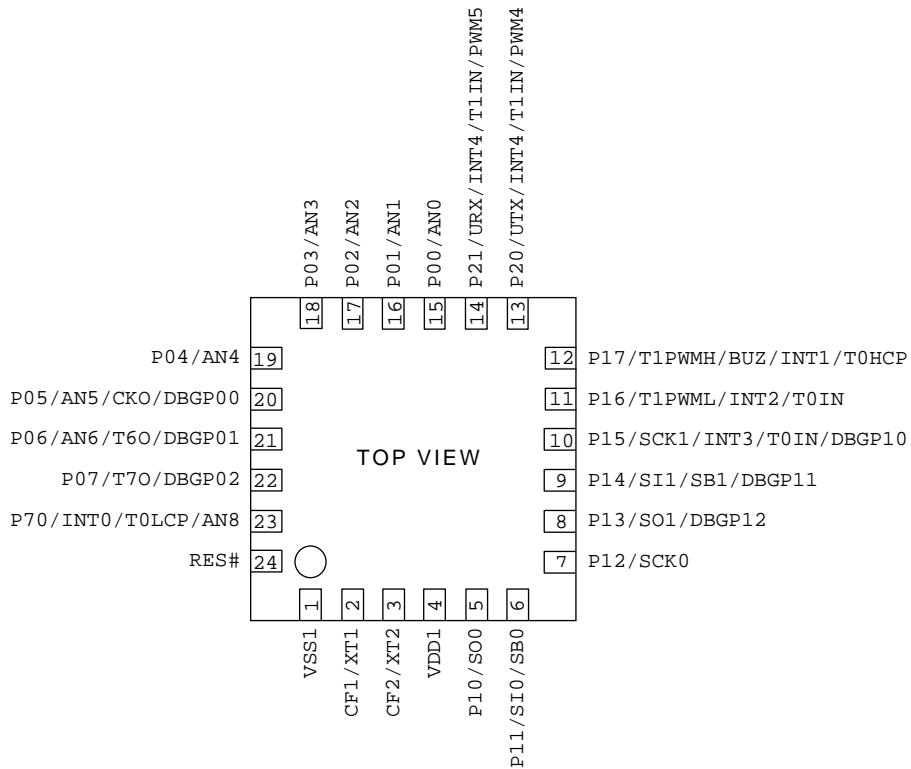 P03/AN3
P02/AN2
P01/AN1
P00/AN0
P21/URX/INT4/T1IN/PWM5
P20/UTX/INT4/T1IN/PWM4
18
17
16
15
14
13
P04/AN4
19
P05/AN5/CKO/DBGP00
20
P06/AN6/T6O/DBGP01
21
P07/T7O/DBGP02
22
P70/INT0/T0LCP/AN8
23
RES#
24
TOP VIEW
12
P17/T1PWMH/BUZ/INT1/T0HCP
11
P16/T1PWML/INT2/T0IN
10
P15/SCK1/INT3/T0IN/DBGP10
9
P14/SI1/SB1/DBGP11
8
P13/SO1/DBGP12
7
P12/SCK0
1
2
3
4
5
6
VSS1
CF1/XT1
CF2/XT2
VDD1
P10/SO0
P11/SI0/SB0